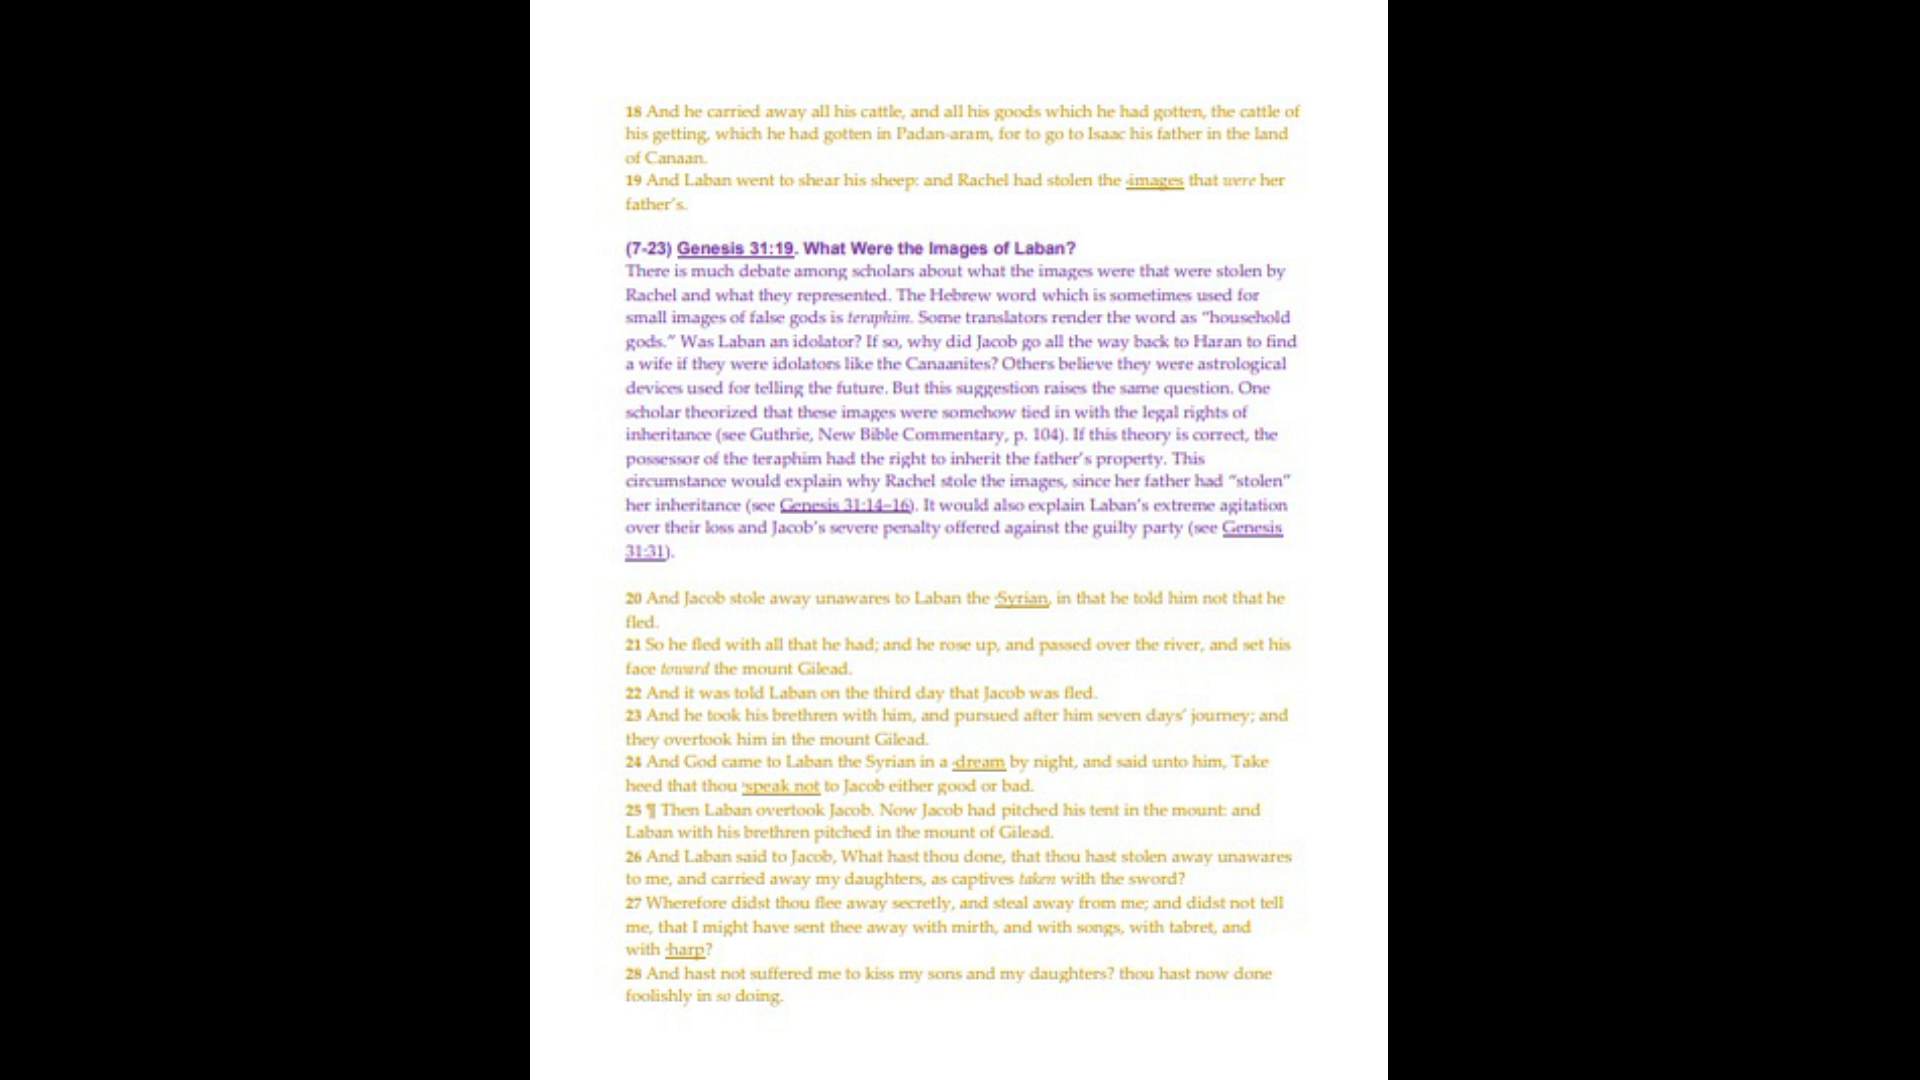 18 And he carried away all his cattle, and all his goods which he had gotten, the cattle of
his getting, which he had gotten in Padan-aram, for to go to Isaac his father in the land
of Canaan.
19 And Laban went to shear his sheep: and Rachel had stolen the images that were her
father's.
(7-23) Genesis 31:19. What Were the Images of Laban?
There is much debate among scholars about what the images were that were stolen by
Rachel and what they represented. The Hebrew word which is sometimes used for
small images of false gods is teraphim. Some translators render the word as “household
gods.” Was Laban an idolator? If so, why did Jacob go all the way back to Haran to find
a wife if they were idolators like the Canaanites? Others believe they were astrological
devices used for telling the future. But this suggestion raises the same question. One
scholar theorized that these images were somehow tied in with the legal rights of
inheritance (see Guthrie, New Bible Commentary, p. 104). If this theory is correct, the
possessor of the teraphim had the right to inherit the father's property. This
circumstance would explain why Rachel stole the images, since her father had “stolen”
her inheritance (see Genesis 31:14–16). It would also explain Laban's extreme agitation
over their loss and Jacob's severe penalty offered against the guilty party (see Genesis
31:31).
20 And Jacob stole away unawares to Laban the Syrian, in that he told him not that he
fled.
21 So he fled with all that he had; and he rose up, and passed over the river, and set his
face toward the mount Gilead.
22 And it was told Laban on the third day that Jacob was fled.
23 And he took his brethren with him, and pursued after him seven days' journey; and
they overtook him in the mount Gilead.
24 And God came to Laban the Syrian in a dream by night, and said unto him, Take
heed that thou speak not to Jacob either good or bad.
25 ¶ Then Laban overtook Jacob. Now Jacob had pitched his tent in the mount: and
Laban with his brethren pitched in the mount of Gilead.
26 And Laban said to Jacob, What hast thou done, that thou hast stolen away unawares
to me, and carried away my daughters, as captives taken with the sword?
27 Wherefore didst thou flee away secretly, and steal away from me; and didst not tell
me, that I might have sent thee away with mirth, and with songs, with tabret, and
with harp?
28 And hast not suffered me to kiss my sons and my daughters? thou hast now done
foolishly in so doing.